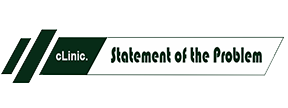 cLinic.
Statement of the Problem